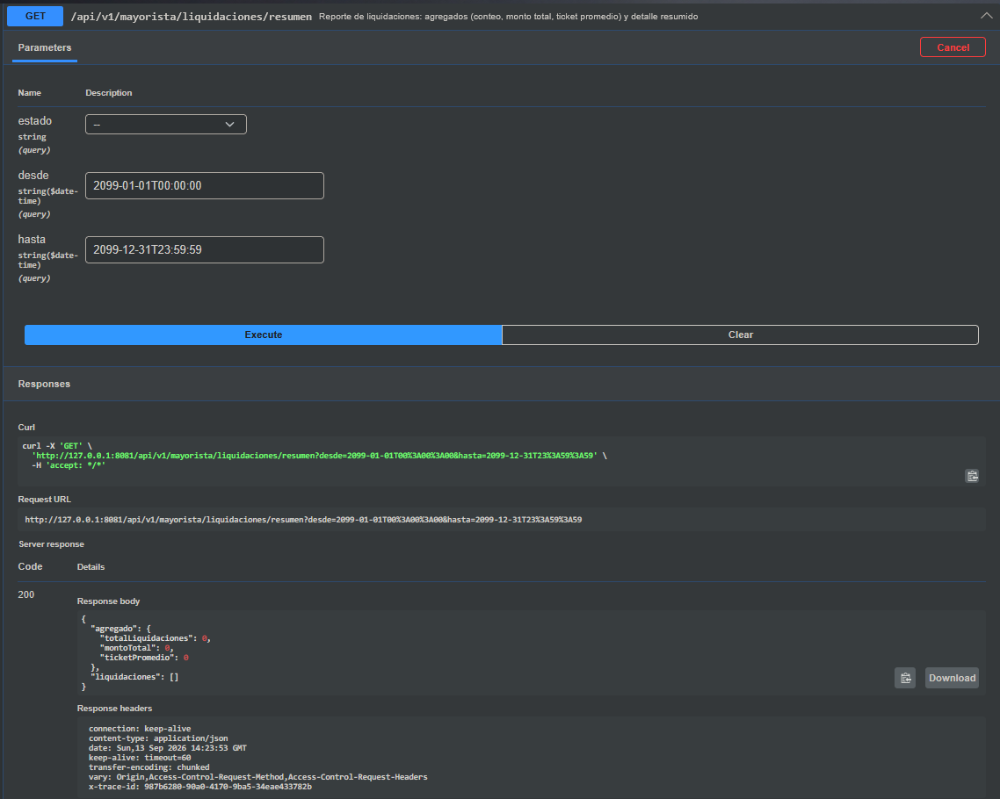 GET /api/v1/mayorista/liquidaciones/resumen Reporte de liquidaciones: agregados (conteo, monto total, ticket promedio) y detalle resumido
Parameters
Cancel
Name Description
estado
string
(query)
--
desde
string($date-
time)
(query)
2099-01-01T00:00:00
hasta
string($date-
time)
(query)
2099-12-31T23:59:59
Execute
Clear
Responses
Curl
curl -X 'GET' \
'http://127.0.0.1:8081/api/v1/mayorista/liquidaciones/resumen?desde=2099-01-01T00%3A00%3A00&hasta=2099-12-31T23%3A59%3A59' \
-H 'accept: */*'
Request URL
http://127.0.0.1:8081/api/v1/mayorista/liquidaciones/resumen?desde=2099-01-01T00%3A00%3A00&hasta=2099-12-31T23%3A59%3A59
Server response
Code Details
200
Response body
{
"agregado": {
"totalLiquidaciones": 0,
"montoTotal": 0,
"ticketPromedio": 0
},
"liquidaciones": []
}
Download
Response headers
connection: keep-alive
content-type: application/json
date: Sun,13 Sep 2026 14:23:53 GMT
keep-alive: timeout=60
transfer-encoding: chunked
vary: Origin,Access-Control-Request-Method,Access-Control-Request-Headers
x-trace-id: 987b6280-90a0-4170-9ba5-34eae433782b